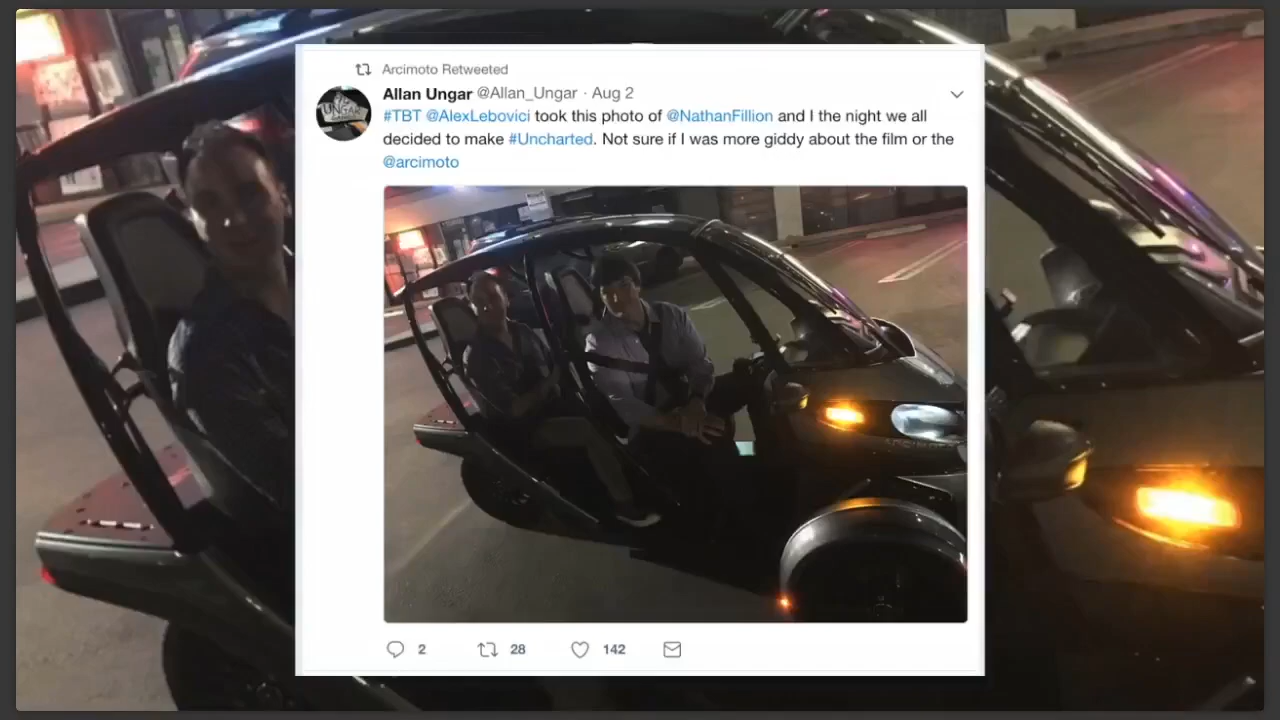 Arcimoto Retweeted
Allan Ungar @Allan_Ungar · Aug 2
#TBT @AlexLebovici took this photo of @NathanFillion and I the night we all
decided to make #Uncharted. Not sure if I was more giddy about the film or the
@arcimoto
2 28 142